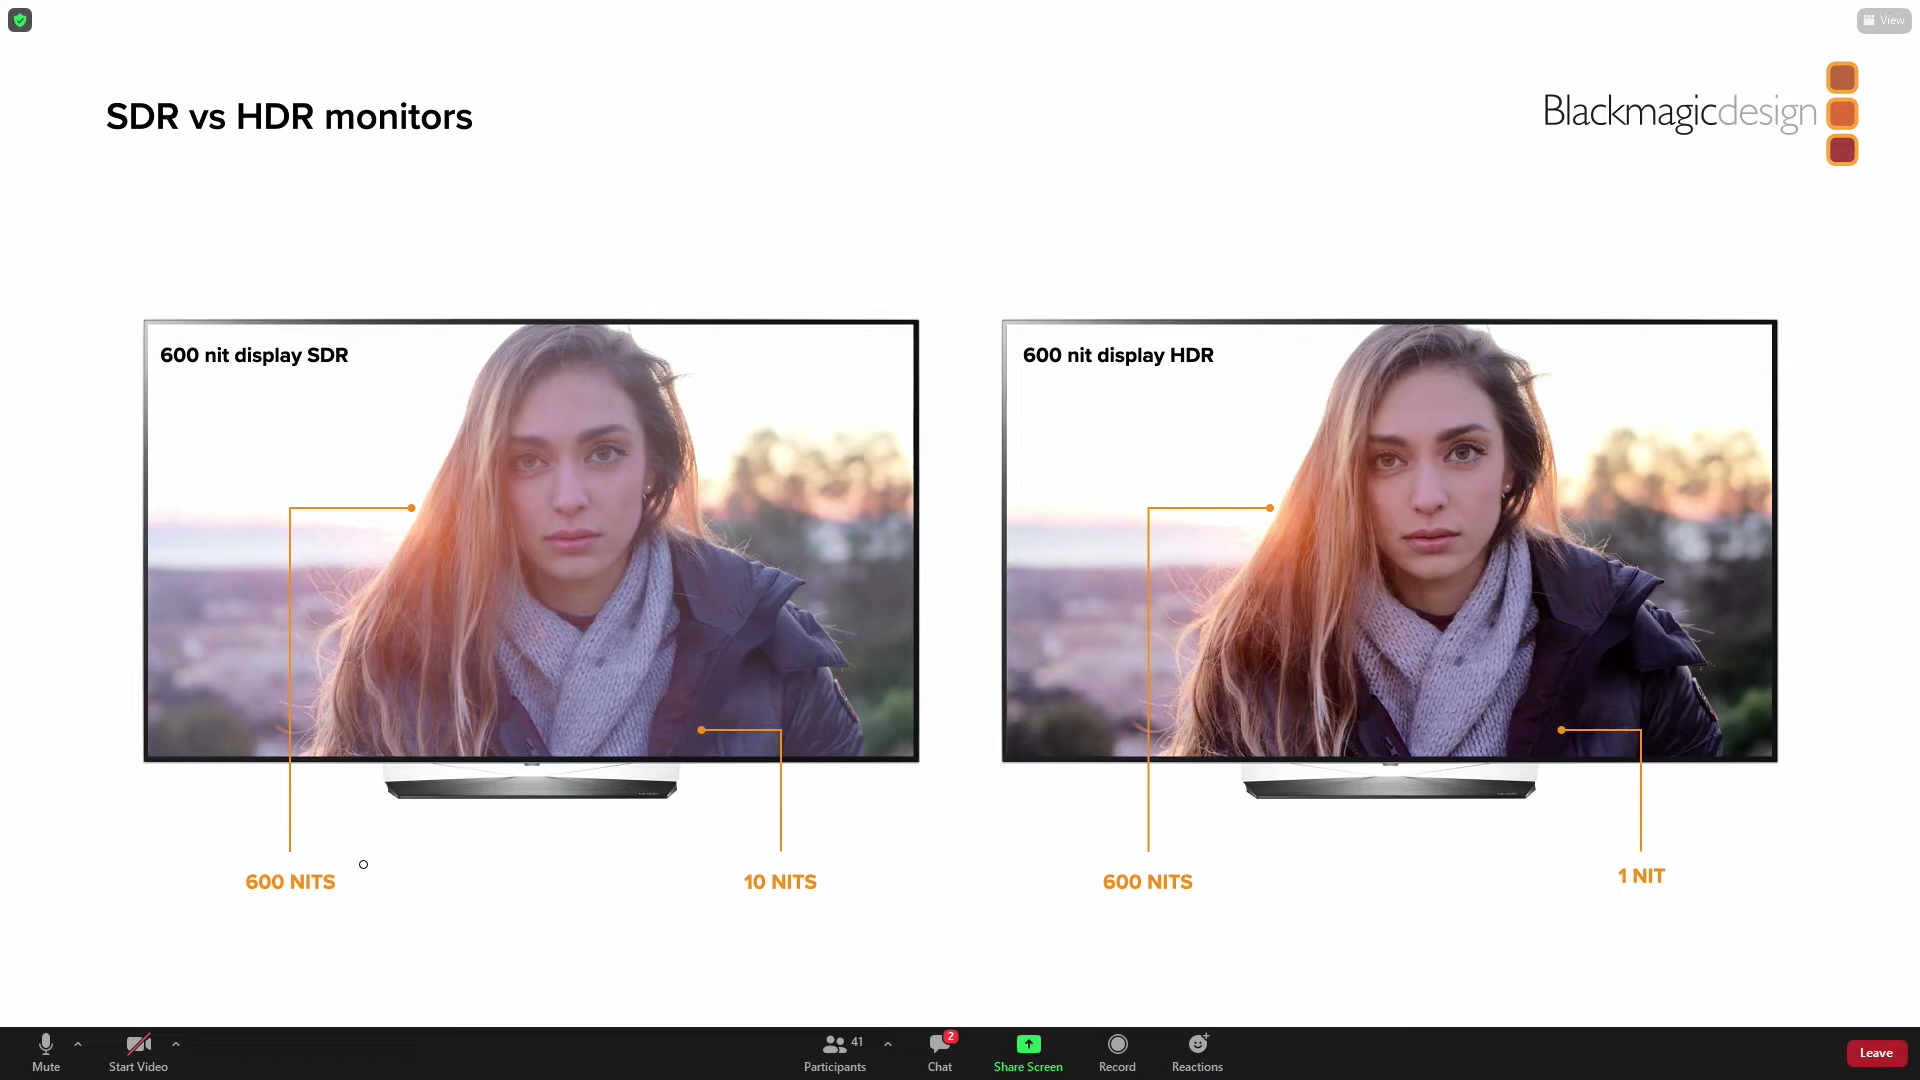 View
SDR vs HDR monitors
Blackmagicdesign
600 nit display SDR
600 nit display HDR
600 NITS
10 NITS
600 NITS
1 NIT
Mute
Start Video
41
Participants
2
Chat
Share Screen
Record
Reactions
Leave